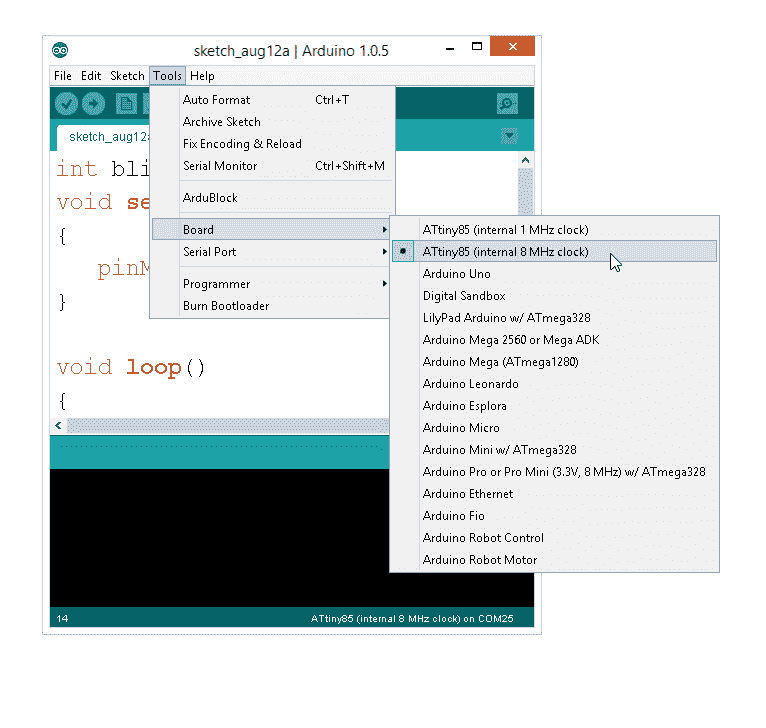 sketch_aug12a | Arduino 1.0.5
File Edit Sketch Tools Help
Auto Format Ctrl+T
Archive Sketch
Fix Encoding & Reload
Serial Monitor Ctrl+Shift+M
ArduBlock
Board
Serial Port
Programmer
Burn Bootloader
sketch_aug12a
int bli
void se
{
pinM
}
void loop()
{
ATtiny85 (internal 1 MHz clock)
ATtiny85 (internal 8 MHz clock)
Arduino Uno
Digital Sandbox
LilyPad Arduino w/ ATmega328
Arduino Mega 2560 or Mega ADK
Arduino Mega (ATmega1280)
Arduino Leonardo
Arduino Esplora
Arduino Micro
Arduino Mini w/ ATmega328
Arduino Pro or Pro Mini (3.3V, 8 MHz) w/ ATmega328
Arduino Ethernet
Arduino Fio
Arduino Robot Control
Arduino Robot Motor
14 ATtiny85 (internal 8 MHz clock) on COM25